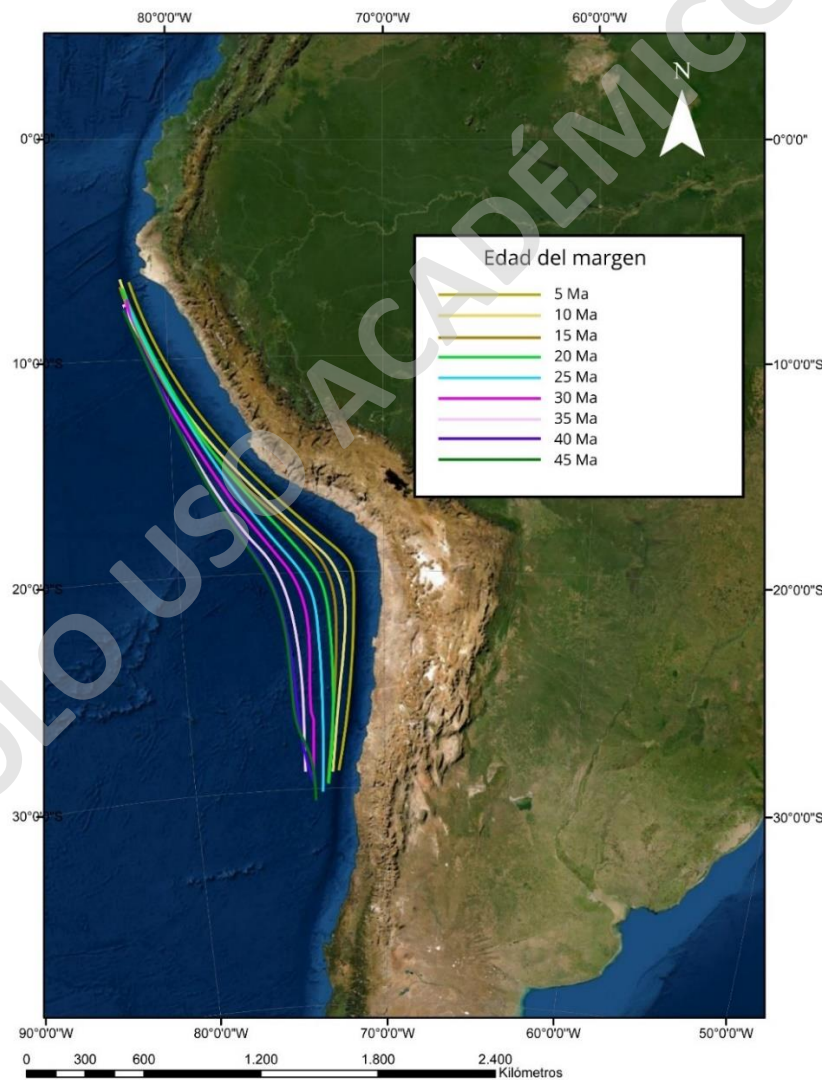 80°0'0"W 70°0'0"W 60°0'0"W
N
0°0'0" 0°0'0"
Edad del margen
5 Ma
10 Ma
15 Ma
20 Ma
25 Ma
30 Ma
35 Ma
40 Ma
45 Ma
10°0'0"S 10°0'0"S
SOLO USO ACADÉMICO
20°0'0"S 20°0'0"S
30°0'0"S 30°0'0"S
90°0'0"W 80°0'0"W 70°0'0"W 60°0'0"W 50°0'0"W
0 300 600 1.200 1.800 2.400
Kilómetros